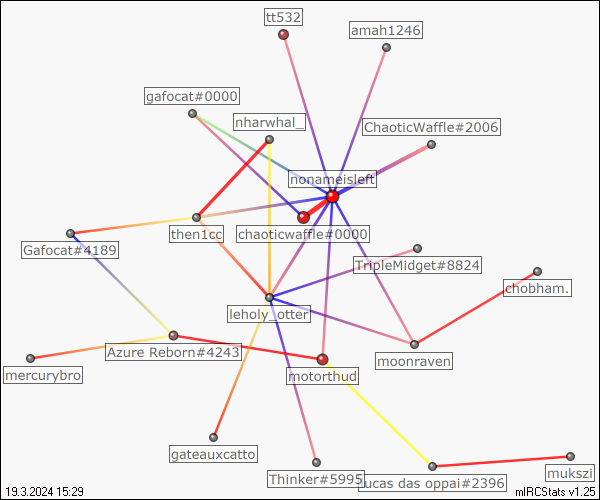 tt532
amah1246
gafocat#0000
nharwhal_
ChaoticWaffle#2006
nonameisleft
then1cc
chaoticwaffle#0000
Gafocat#4189
TripleMidget#8824
chobham.
leholy_otter
Azure Reborn#4243
moonraven
mercurybro
motorthud
gateauxcatto
Thinker#5995
lucas das oppai#2396
mukszi
19.3.2024 15:29
mIRCStats v1.25